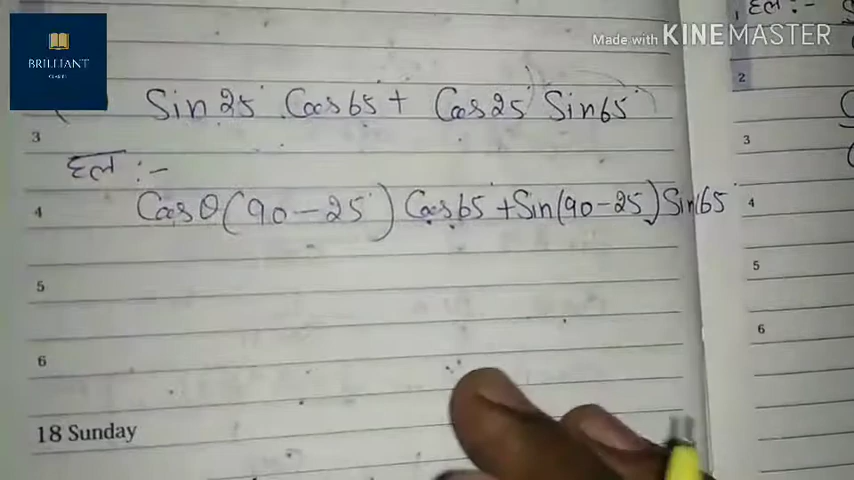 BRILLIANT
Made with KINEMASTER
Sin25° Cos65 + Cos25° Sin65°
3
हल :-
4 Cosθ(90-25°) Cos65° +Sin(90-25)Sin65°
5
6
18 Sunday
हल :-
2
3
4
5
6